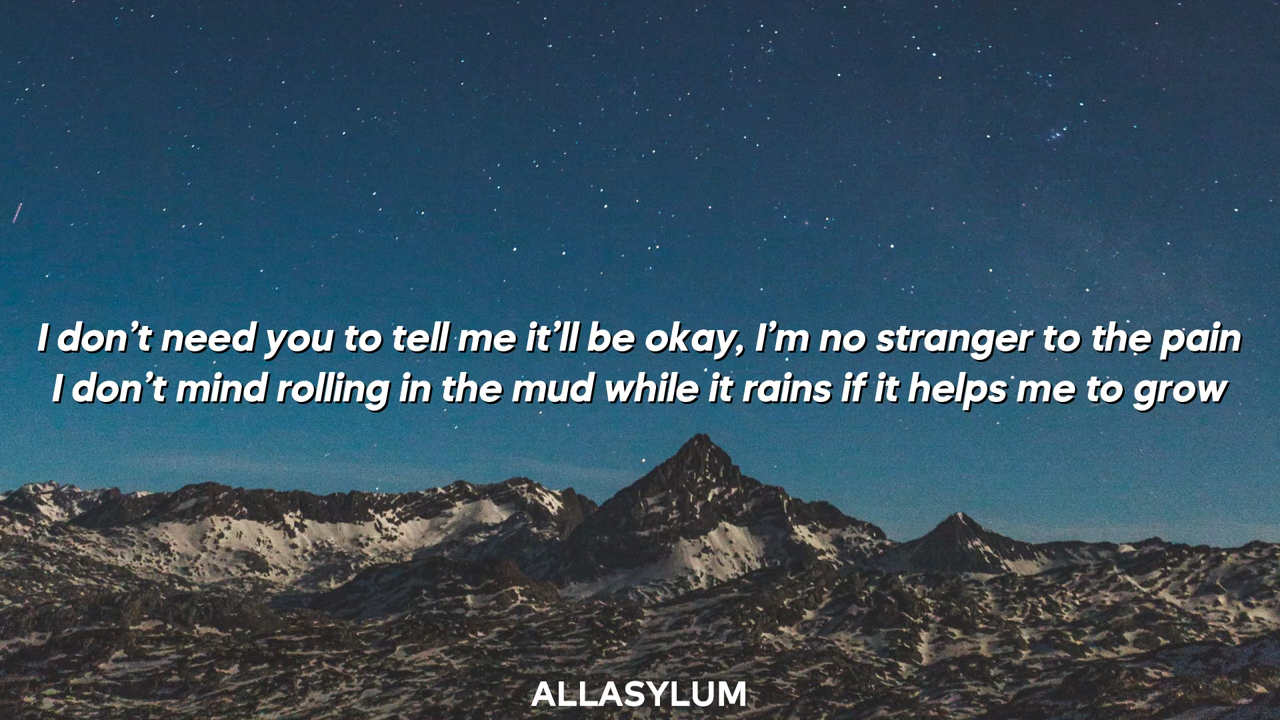 I don’t need you to tell me it’ll be okay, I’m no stranger to the pain
I don’t mind rolling in the mud while it rains if it helps me to grow
ALLASYLUM